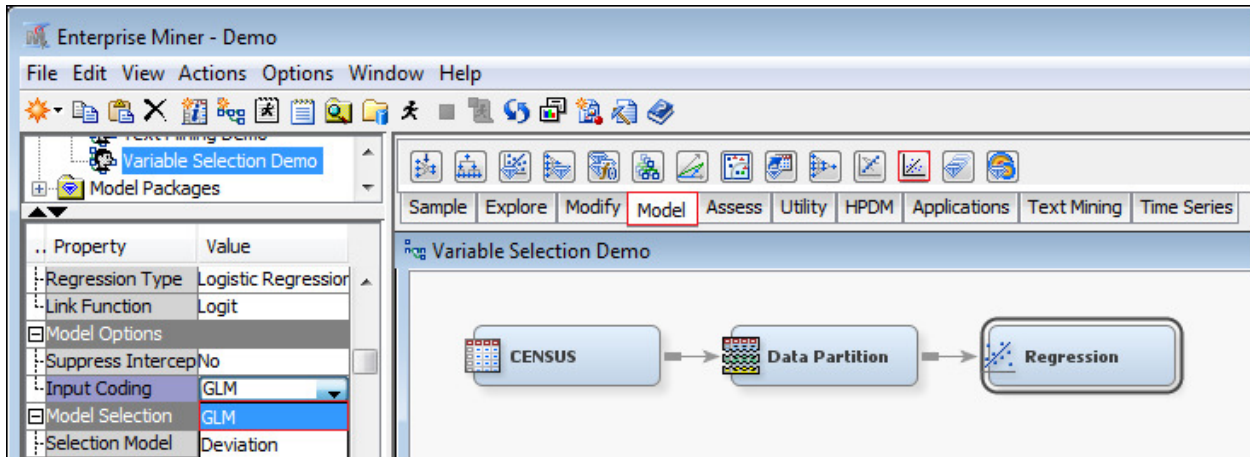 Enterprise Miner - Demo
File Edit View Actions Options Window Help
Text Mining Demo
Variable Selection Demo
Model Packages
Sample Explore Modify Model Assess Utility HPDM Applications Text Mining Time Series
.. Property Value
Regression Type Logistic Regression
Link Function Logit
Model Options
Suppress Intercep No
Input Coding GLM
Model Selection GLM
Selection Model Deviation
Variable Selection Demo
CENSUS
Data Partition
Regression